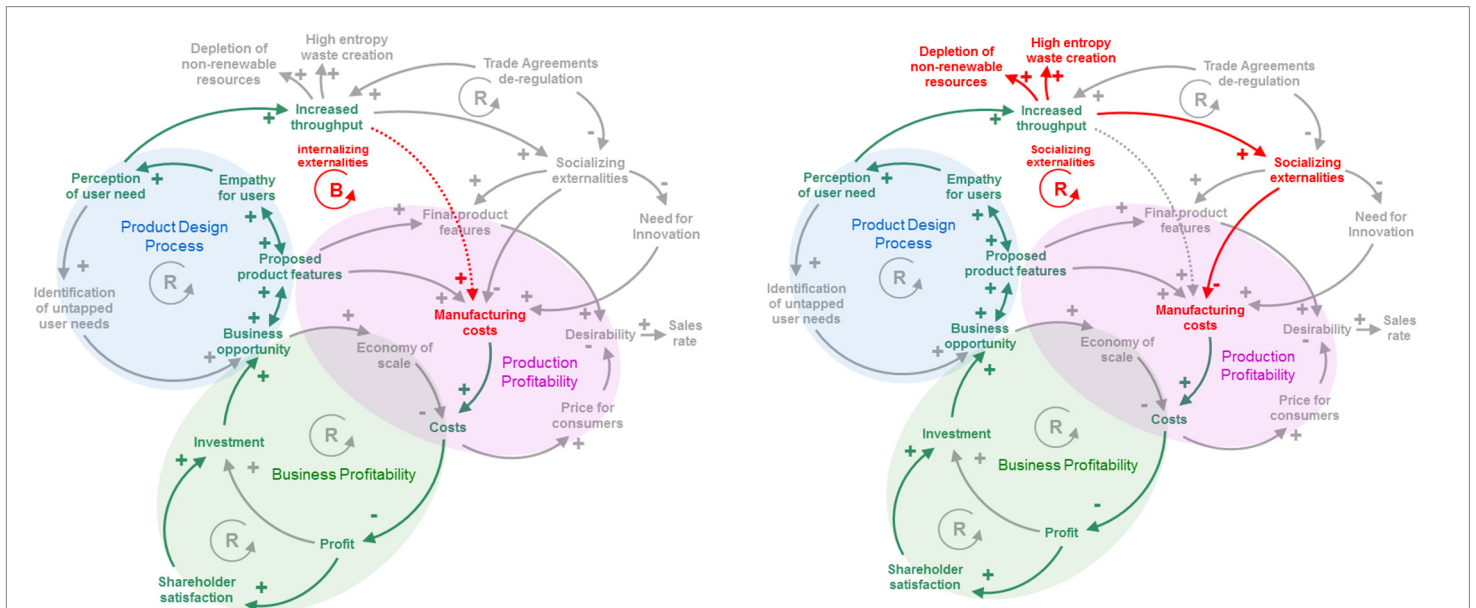 Depletion of
non-renewable
resources
High entropy
waste creation
Trade Agreements
de-regulation
+
+
R
+
Increased
throughput
+
-
internalizing
externalities
B
+
Socializing
externalities
Perception
of user need
+
Empathy
for users
+
-
Product Design
Process
+
+
Final product
features
Need for
Innovation
R
+
+
Proposed
product features
Identification
of untapped
user needs
+
+
+
-
+
+
+
Manufacturing
costs
+
Business
opportunity
+
+
Economy of
scale
Desirability
+
Sales
rate
-
Production
Profitability
+
+
-
Price for
consumers
Costs
+
Investment
R
+
+
Business Profitability
-
R
Profit
Shareholder
satisfaction
+
Depletion of
non-renewable
resources
High entropy
waste creation
Trade Agreements
de-regulation
+
+
R
+
Increased
throughput
+
-
Socializing
externalities
R
+
Socializing
externalities
Perception
of user need
+
Empathy
for users
+
-
Product Design
Process
+
+
Final product
features
Need for
Innovation
R
+
+
Proposed
product features
Identification
of untapped
user needs
+
+
+
-
+
+
+
Manufacturing
costs
+
Business
opportunity
+
+
Economy of
scale
Desirability
+
Sales
rate
-
Production
Profitability
+
+
-
Price for
consumers
Costs
+
Investment
R
+
+
Business Profitability
-
R
Profit
Shareholder
satisfaction
+